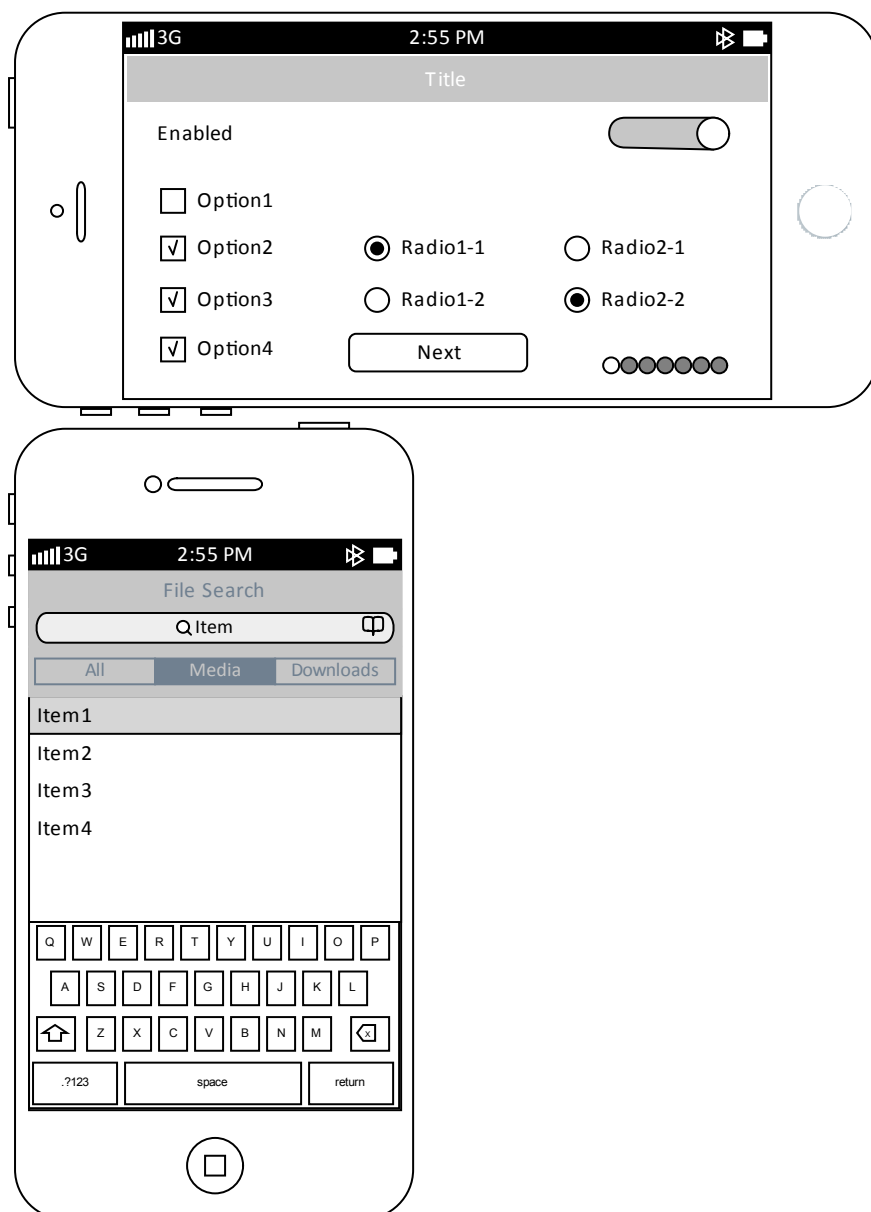 3G 2:55 PM
Title
Enabled
Option1
Option2 Radio1-1 Radio2-1
Option3 Radio1-2 Radio2-2
Option4 Next
3G 2:55 PM
File Search
Item
All Media Downloads
Item1
Item2
Item3
Item4
Q W E R T Y U I O P
A S D F G H J K L
Z X C V B N M x
.?123 space return